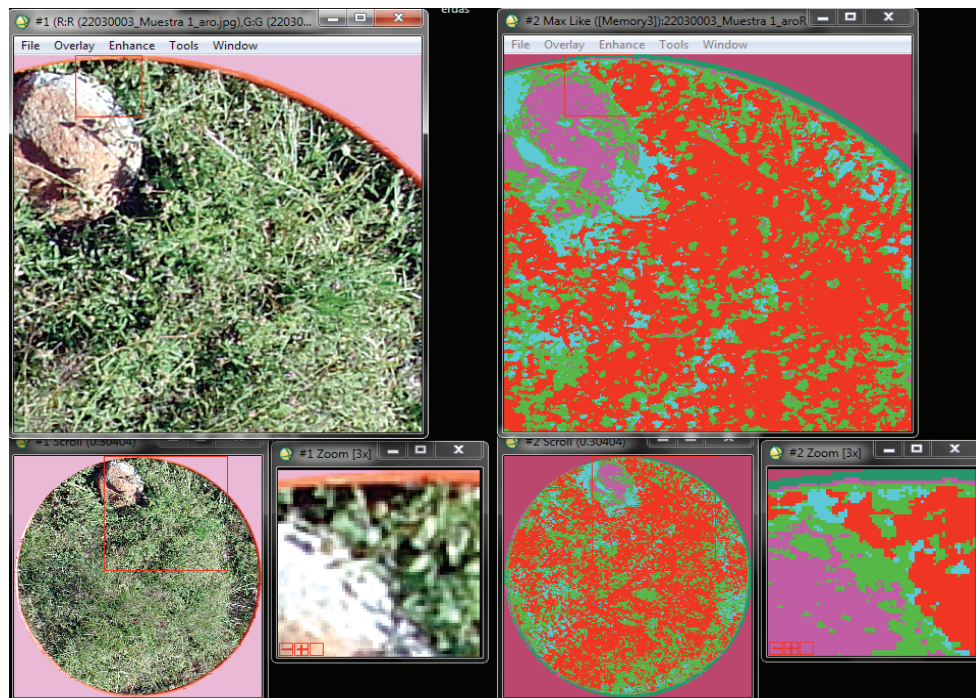 erdas
#1 (R:R (22030003_Muestra 1_aro.jpg),G:G (22030...
File Overlay Enhance Tools Window
#2 Max Like ([Memory3]):22030003_Muestra 1_aroR
File Overlay Enhance Tools Window
#1 Scroll (0.30404)
#1 Zoom [3x]
#2 Scroll (0.30404)
#2 Zoom [3x]